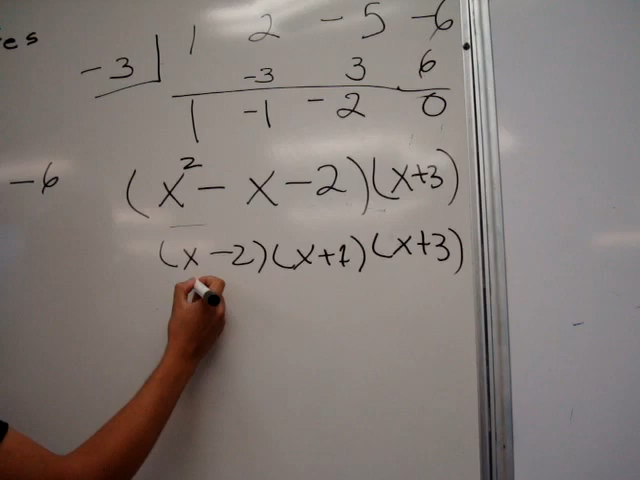 1 2 -5 -6
-3 -3 3 6
1 -1 -2 0
-6 (x² - x - 2)(x+3)
(x-2)(x+1)(x+3)